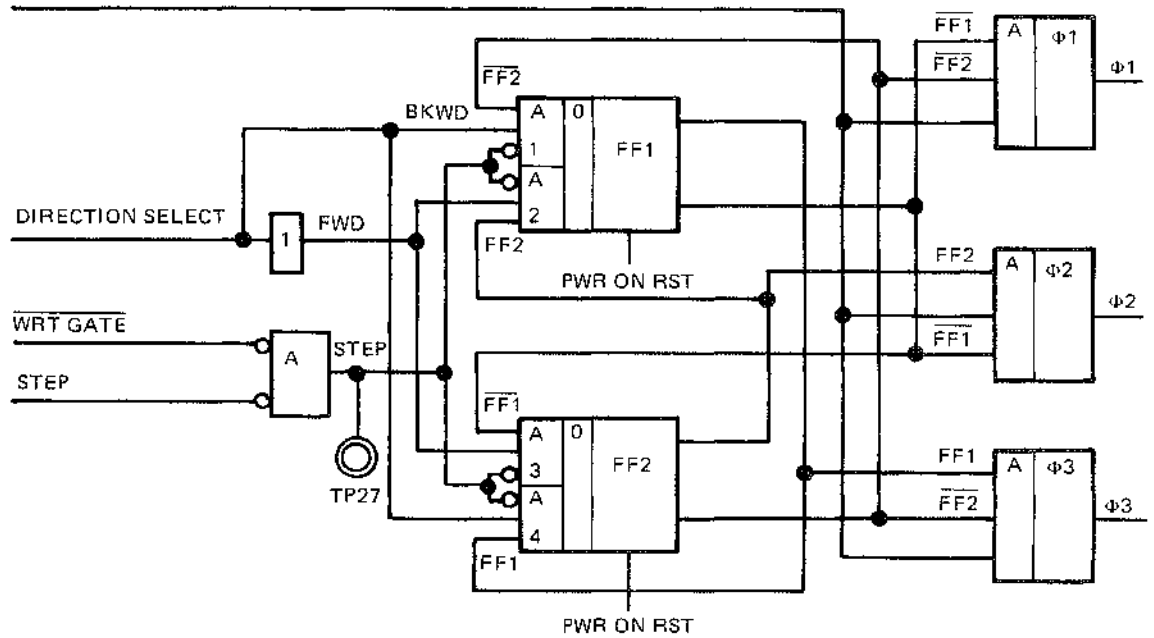 FF1
A
Φ1
FF2
Φ1
FF2
BKWD
A
0
1
FF1
A
2
DIRECTION SELECT
1
FWD
FF2
PWR ON RST
FF2
A
Φ2
WRT GATE
Φ2
STEP
FF1
A
STEP
FF1
A
0
FF2
3
FF1
A
Φ3
TP27
A
FF2
Φ3
4
FF1
PWR ON RST